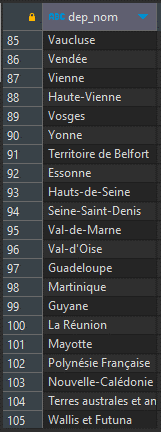 dep_nom
85 Vaucluse
86 Vendée
87 Vienne
88 Haute-Vienne
89 Vosges
90 Yonne
91 Territoire de Belfort
92 Essonne
93 Hauts-de-Seine
94 Seine-Saint-Denis
95 Val-de-Marne
96 Val-d'Oise
97 Guadeloupe
98 Martinique
99 Guyane
100 La Réunion
101 Mayotte
102 Polynésie Française
103 Nouvelle-Calédonie
104 Terres australes et an
105 Wallis et Futuna